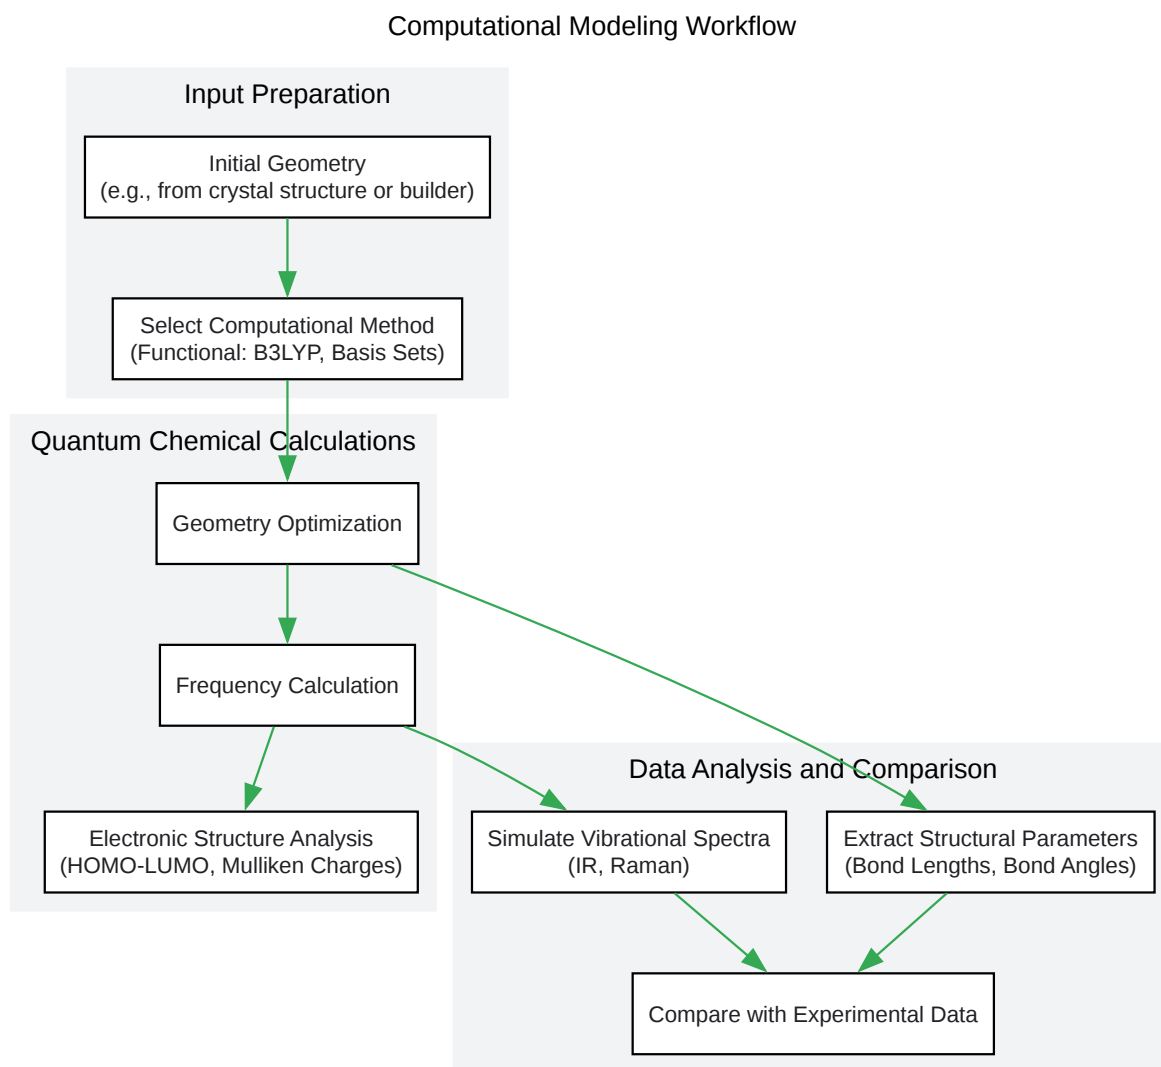 Computational Modeling Workflow
Input Preparation
Initial Geometry
(e.g., from crystal structure or builder)
Select Computational Method
(Functional: B3LYP, Basis Sets)
Quantum Chemical Calculations
Geometry Optimization
Frequency Calculation
Electronic Structure Analysis
(HOMO-LUMO, Mulliken Charges)
Data Analysis and Comparison
Simulate Vibrational Spectra
(IR, Raman)
Extract Structural Parameters
(Bond Lengths, Bond Angles)
Compare with Experimental Data